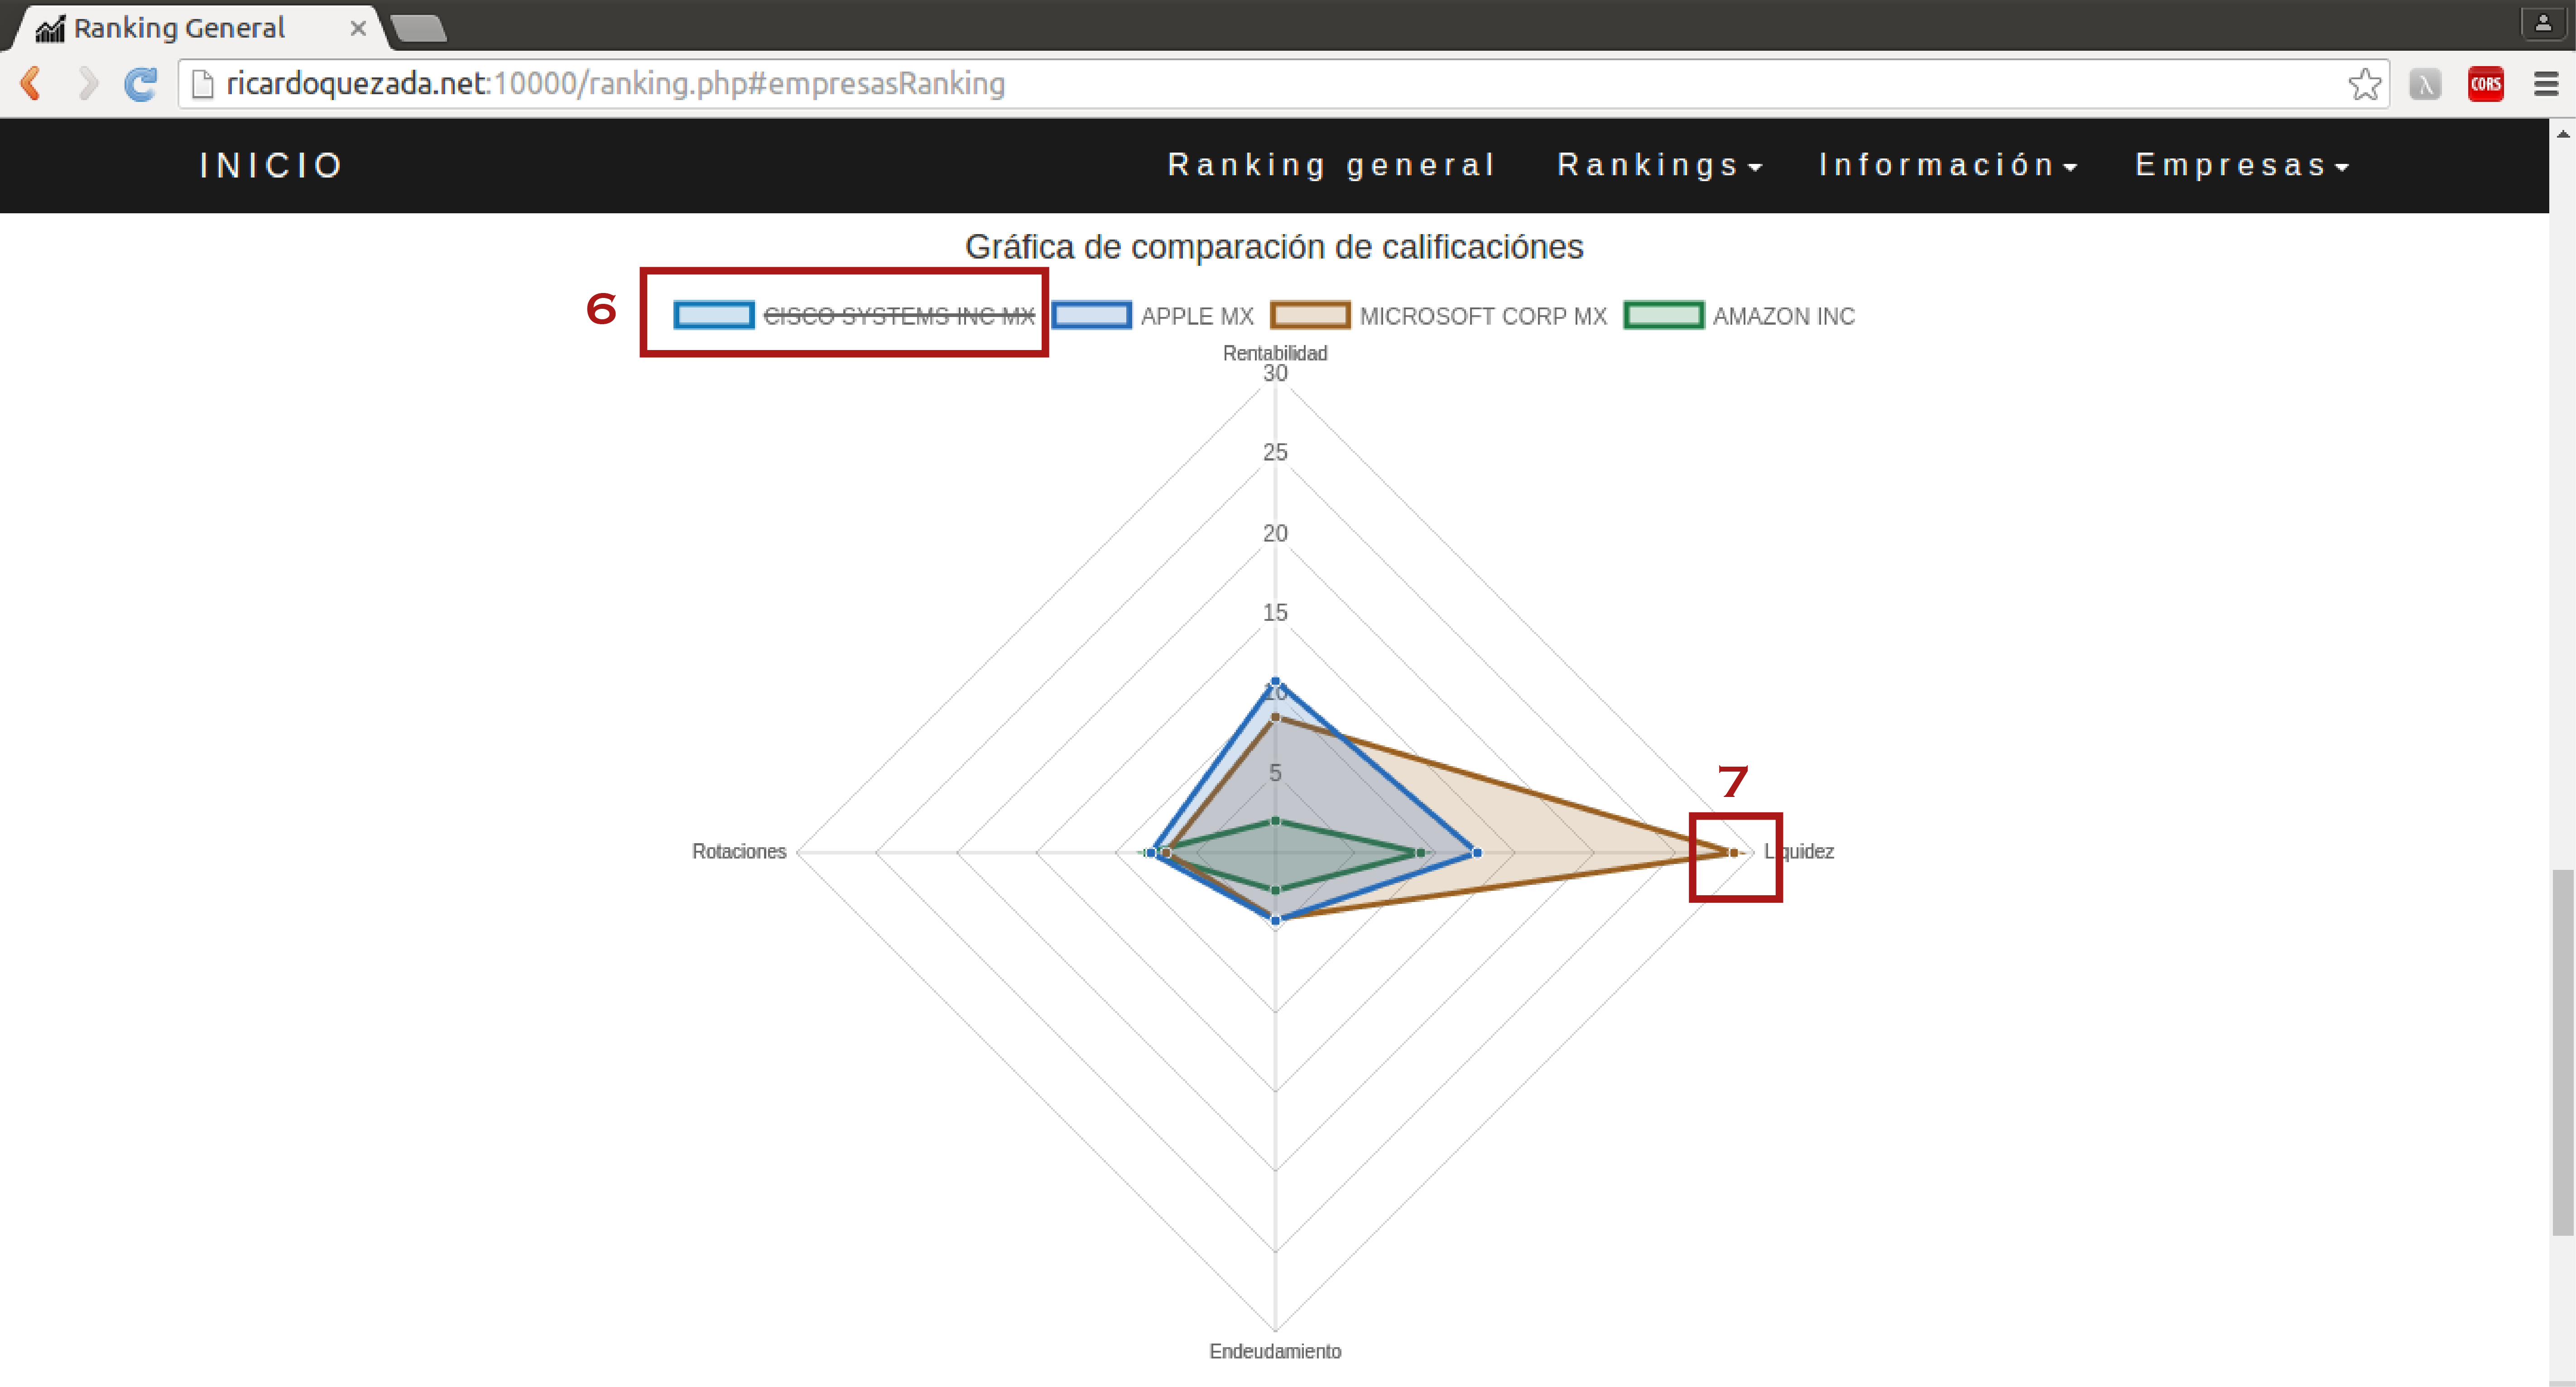 Ranking General
ricardoquezada.net:10000/ranking.php#empresasRanking
CORS
INICIO Ranking general Rankings Información Empresas
Gráfica de comparación de calificaciónes
6
CISCO SYSTEMS INC MX APPLE MX MICROSOFT CORP MX AMAZON INC
Rentabilidad
30
25
20
15
10
5
7
Rotaciones
Liquidez
Endeudamiento